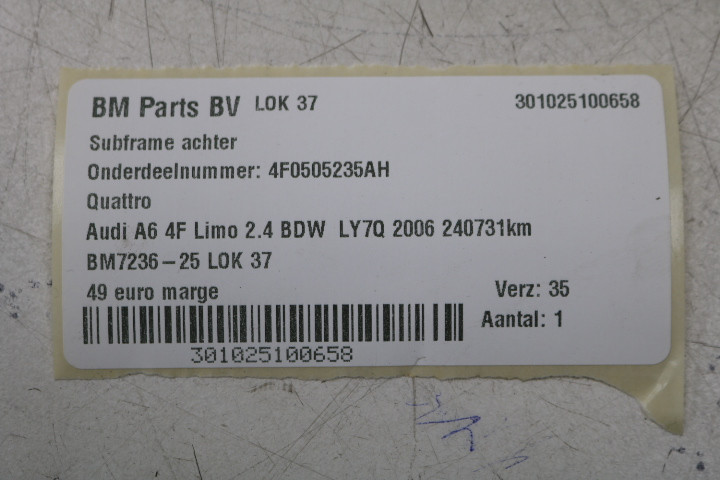 BM Parts BV LOK 37 301025100658
Subframe achter
Onderdeelnummer: 4F0505235AH
Quattro
Audi A6 4F Limo 2.4 BDW LY7Q 2006 240731km
BM7236-25 LOK 37
49 euro marge Verz: 35
Aantal: 1
301025100658